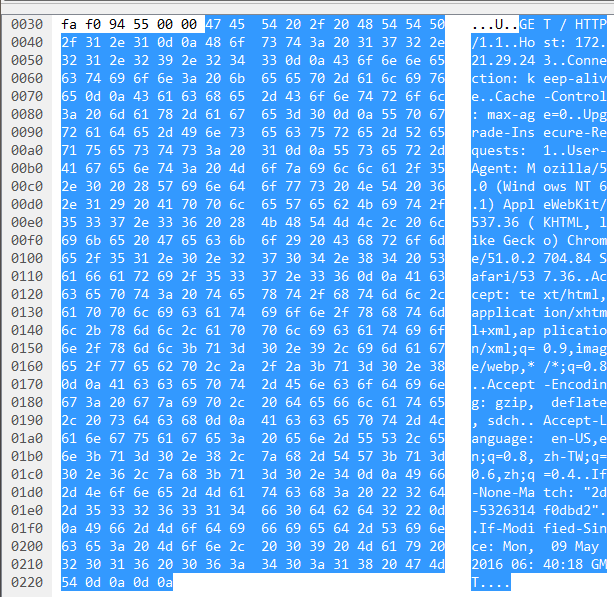 0030 fa f0 94 55 00 00 47 45 54 20 2f 20 48 54 54 50 ...U..GET / HTTP
0040 2f 31 2e 31 0d 0a 48 6f 73 74 3a 20 31 37 32 2e /1.1..Host: 172.
0050 32 31 2e 32 39 2e 32 34 33 0d 0a 43 6f 6e 6e 65 21.29.24 3..Conne
0060 63 74 69 6f 6e 3a 20 6b 65 65 70 2d 61 6c 69 76 ction: keep-aliv
0070 65 0d 0a 43 61 63 68 65 2d 43 6f 6e 74 72 6f 6c e..Cache -Control
0080 3a 20 6d 61 78 2d 61 67 65 3d 30 0d 0a 55 70 67 : max-age=0..Upg
0090 72 61 64 65 2d 49 6e 73 65 63 75 72 65 2d 52 65 rade-Ins ecure-Re
00a0 71 75 65 73 74 73 3a 20 31 0d 0a 55 73 65 72 2d quests: 1..User-
00b0 41 67 65 6e 74 3a 20 4d 6f 7a 69 6c 6c 61 2f 35 Agent: Mozilla/5
00c0 2e 30 20 28 57 69 6e 64 6f 77 73 20 4e 54 20 36 .0 (Windows NT 6
00d0 2e 31 29 20 41 70 70 6c 65 57 65 62 4b 69 74 2f .1) AppleWebKit/
00e0 35 33 37 2e 33 36 20 28 4b 48 54 4d 4c 2c 20 6c 537.36 (KHTML, l
00f0 69 6b 65 20 47 65 63 6b 6f 29 20 43 68 72 6f 6d ike Gecko) Chrom
0100 65 2f 35 31 2e 30 2e 32 37 30 34 2e 38 34 20 53 e/51.0.2 704.84 S
0110 61 66 61 72 69 2f 35 33 37 2e 33 36 0d 0a 41 63 afari/53 7.36..Ac
0120 63 65 70 74 3a 20 74 65 78 74 2f 68 74 6d 6c 2c cept: text/html,
0130 61 70 70 6c 69 63 61 74 69 6f 6e 2f 78 68 74 6d application/xhtm
0140 6c 2b 78 6d 6c 2c 61 70 70 6c 69 63 61 74 69 6f l+xml,application
0150 6e 2f 78 6d 6c 3b 71 3d 30 2e 39 2c 69 6d 61 67 n/xml;q= 0.9,imag
0160 65 2f 77 65 62 70 2c 2a 2f 2a 3b 71 3d 30 2e 38 e/webp,* /*;q=0.8
0170 0d 0a 41 63 63 65 70 74 2d 45 6e 63 6f 64 69 6e ..Accept -Encodin
0180 67 3a 20 67 7a 69 70 2c 20 64 65 66 6c 61 74 65 g: gzip, deflate
0190 2c 20 73 64 63 68 0d 0a 41 63 63 65 70 74 2d 4c , sdch.. Accept-L
01a0 61 6e 67 75 61 67 65 3a 20 65 6e 2d 55 53 2c 65 anguage: en-US,e
01b0 6e 3b 71 3d 30 2e 38 2c 7a 68 2d 54 57 3b 71 3d n;q=0.8, zh-TW;q=
01c0 30 2e 36 2c 7a 68 3b 71 3d 30 2e 34 0d 0a 49 66 0.6,zh;q =0.4..If
01d0 2d 4e 6f 6e 65 2d 4d 61 74 63 68 3a 20 22 32 64 -None-Ma tch: "2d
01e0 2d 35 33 32 36 33 31 34 66 30 64 62 64 32 22 0d -5326314 f0dbd2".
01f0 0a 49 66 2d 4d 6f 64 69 66 69 65 64 2d 53 69 6e .If-Modi fied-Sin
0200 63 65 3a 20 4d 6f 6e 2c 20 30 39 20 4d 61 79 20 ce: Mon, 09 May
0210 32 30 31 36 20 30 36 3a 34 30 3a 31 38 20 47 4d 2016 06: 40:18 GM
0220 54 0d 0a 0d 0a T....